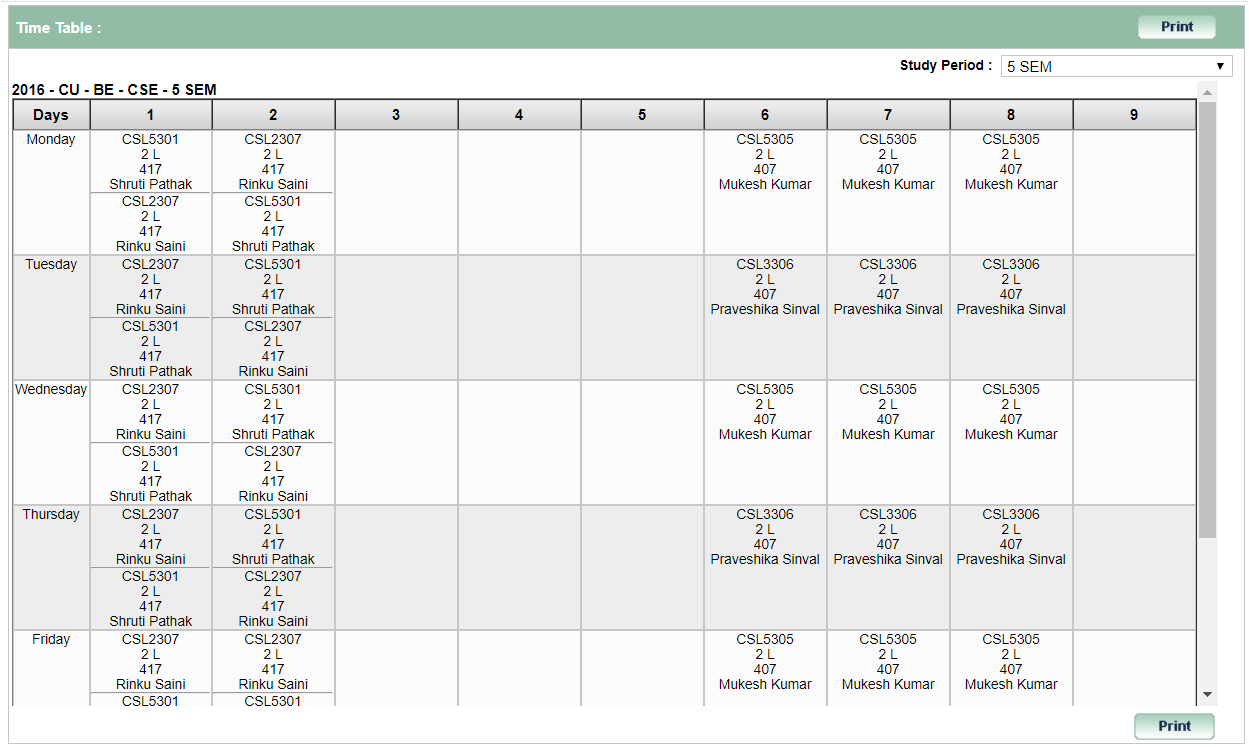 Time Table :
Print
Study Period :
5 SEM
2016 - CU - BE - CSE - 5 SEM
Days 1 2 3 4 5 6 7 8 9
Monday CSL5301 CSL2307 CSL5305 CSL5305 CSL5305
2 L 2 L 2 L 2 L 2 L
417 417 407 407 407
Shruti Pathak Rinku Saini Mukesh Kumar Mukesh Kumar Mukesh Kumar
CSL2307 CSL5301
2 L 2 L
417 417
Rinku Saini Shruti Pathak
Tuesday CSL2307 CSL5301 CSL3306 CSL3306 CSL3306
2 L 2 L 2 L 2 L 2 L
417 417 407 407 407
Rinku Saini Shruti Pathak Praveshika Sinval Praveshika Sinval Praveshika Sinval
CSL5301 CSL2307
2 L 2 L
417 417
Shruti Pathak Rinku Saini
Wednesday CSL2307 CSL5301 CSL5305 CSL5305 CSL5305
2 L 2 L 2 L 2 L 2 L
417 417 407 407 407
Rinku Saini Shruti Pathak Mukesh Kumar Mukesh Kumar Mukesh Kumar
CSL5301 CSL2307
2 L 2 L
417 417
Shruti Pathak Rinku Saini
Thursday CSL2307 CSL5301 CSL3306 CSL3306 CSL3306
2 L 2 L 2 L 2 L 2 L
417 417 407 407 407
Rinku Saini Shruti Pathak Praveshika Sinval Praveshika Sinval Praveshika Sinval
CSL5301 CSL2307
2 L 2 L
417 417
Shruti Pathak Rinku Saini
Friday CSL2307 CSL2307 CSL5305 CSL5305 CSL5305
2 L 2 L 2 L 2 L 2 L
417 417 407 407 407
Rinku Saini Rinku Saini Mukesh Kumar Mukesh Kumar Mukesh Kumar
CSL5301 CSL5301
Print